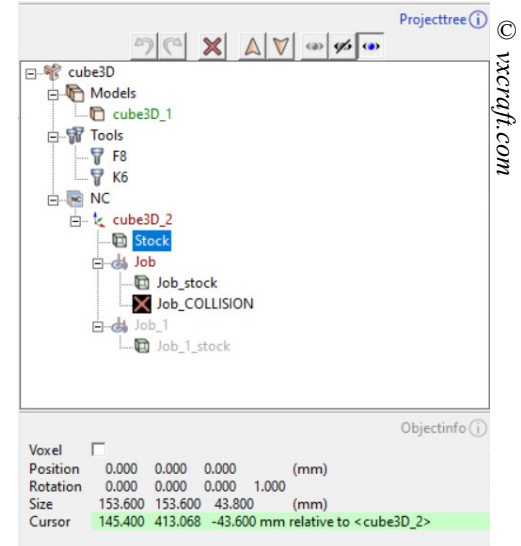 Projecttree i
cube3D
Models
cube3D_1
Tools
F8
K6
NC
NC
cube3D_2
Stock
Job
Job_stock
Job_COLLISION
Job_1
Job_1_stock
Objectinfo i
Voxel
Position 0.000 0.000 0.000 (mm)
Rotation 0.000 0.000 0.000 1.000
Size 153.600 153.600 43.800 (mm)
Cursor 145.400 413.068 -43.600 mm relative to <cube3D_2>
© vxcraft.com